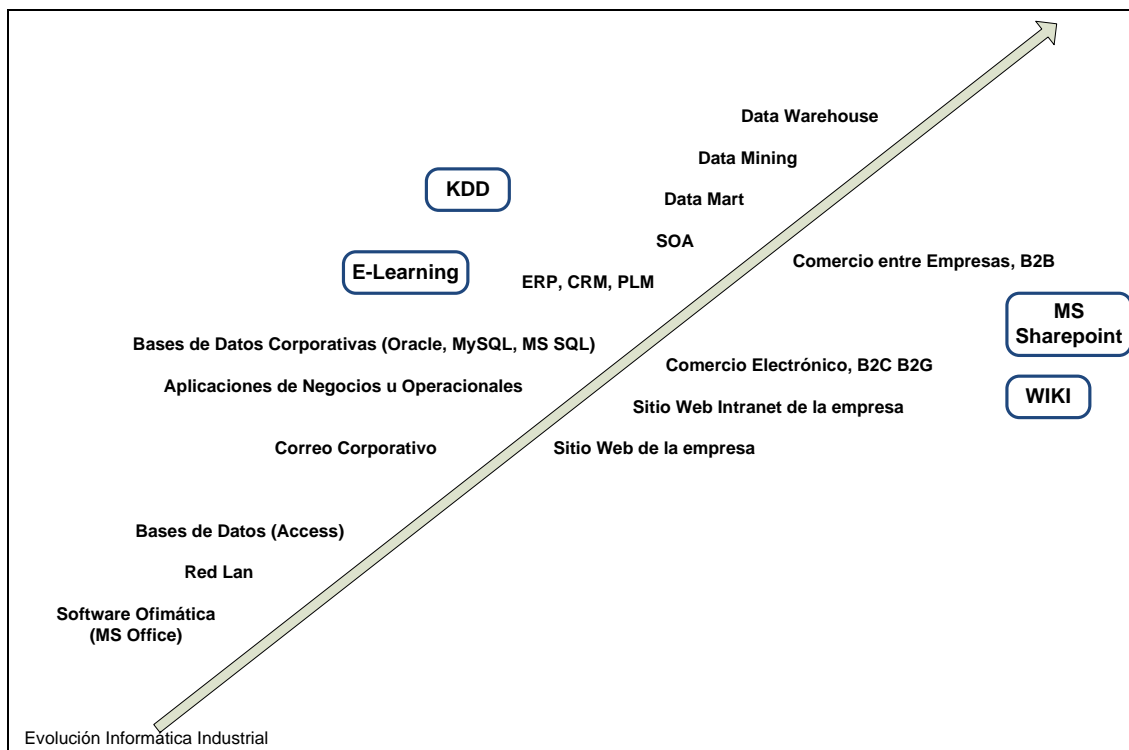 Data Warehouse
Data Mining
KDD
Data Mart
SOA
Comercio entre Empresas, B2B
E-Learning
ERP, CRM, PLM
MS
Sharepoint
Bases de Datos Corporativas (Oracle, MySQL, MS SQL)
Comercio Electrónico, B2C B2G
Aplicaciones de Negocios u Operacionales
WIKI
Sitio Web Intranet de la empresa
Correo Corporativo
Sitio Web de la empresa
Bases de Datos (Access)
Red Lan
Software Ofimática
(MS Office)
Evolución Informática Industrial